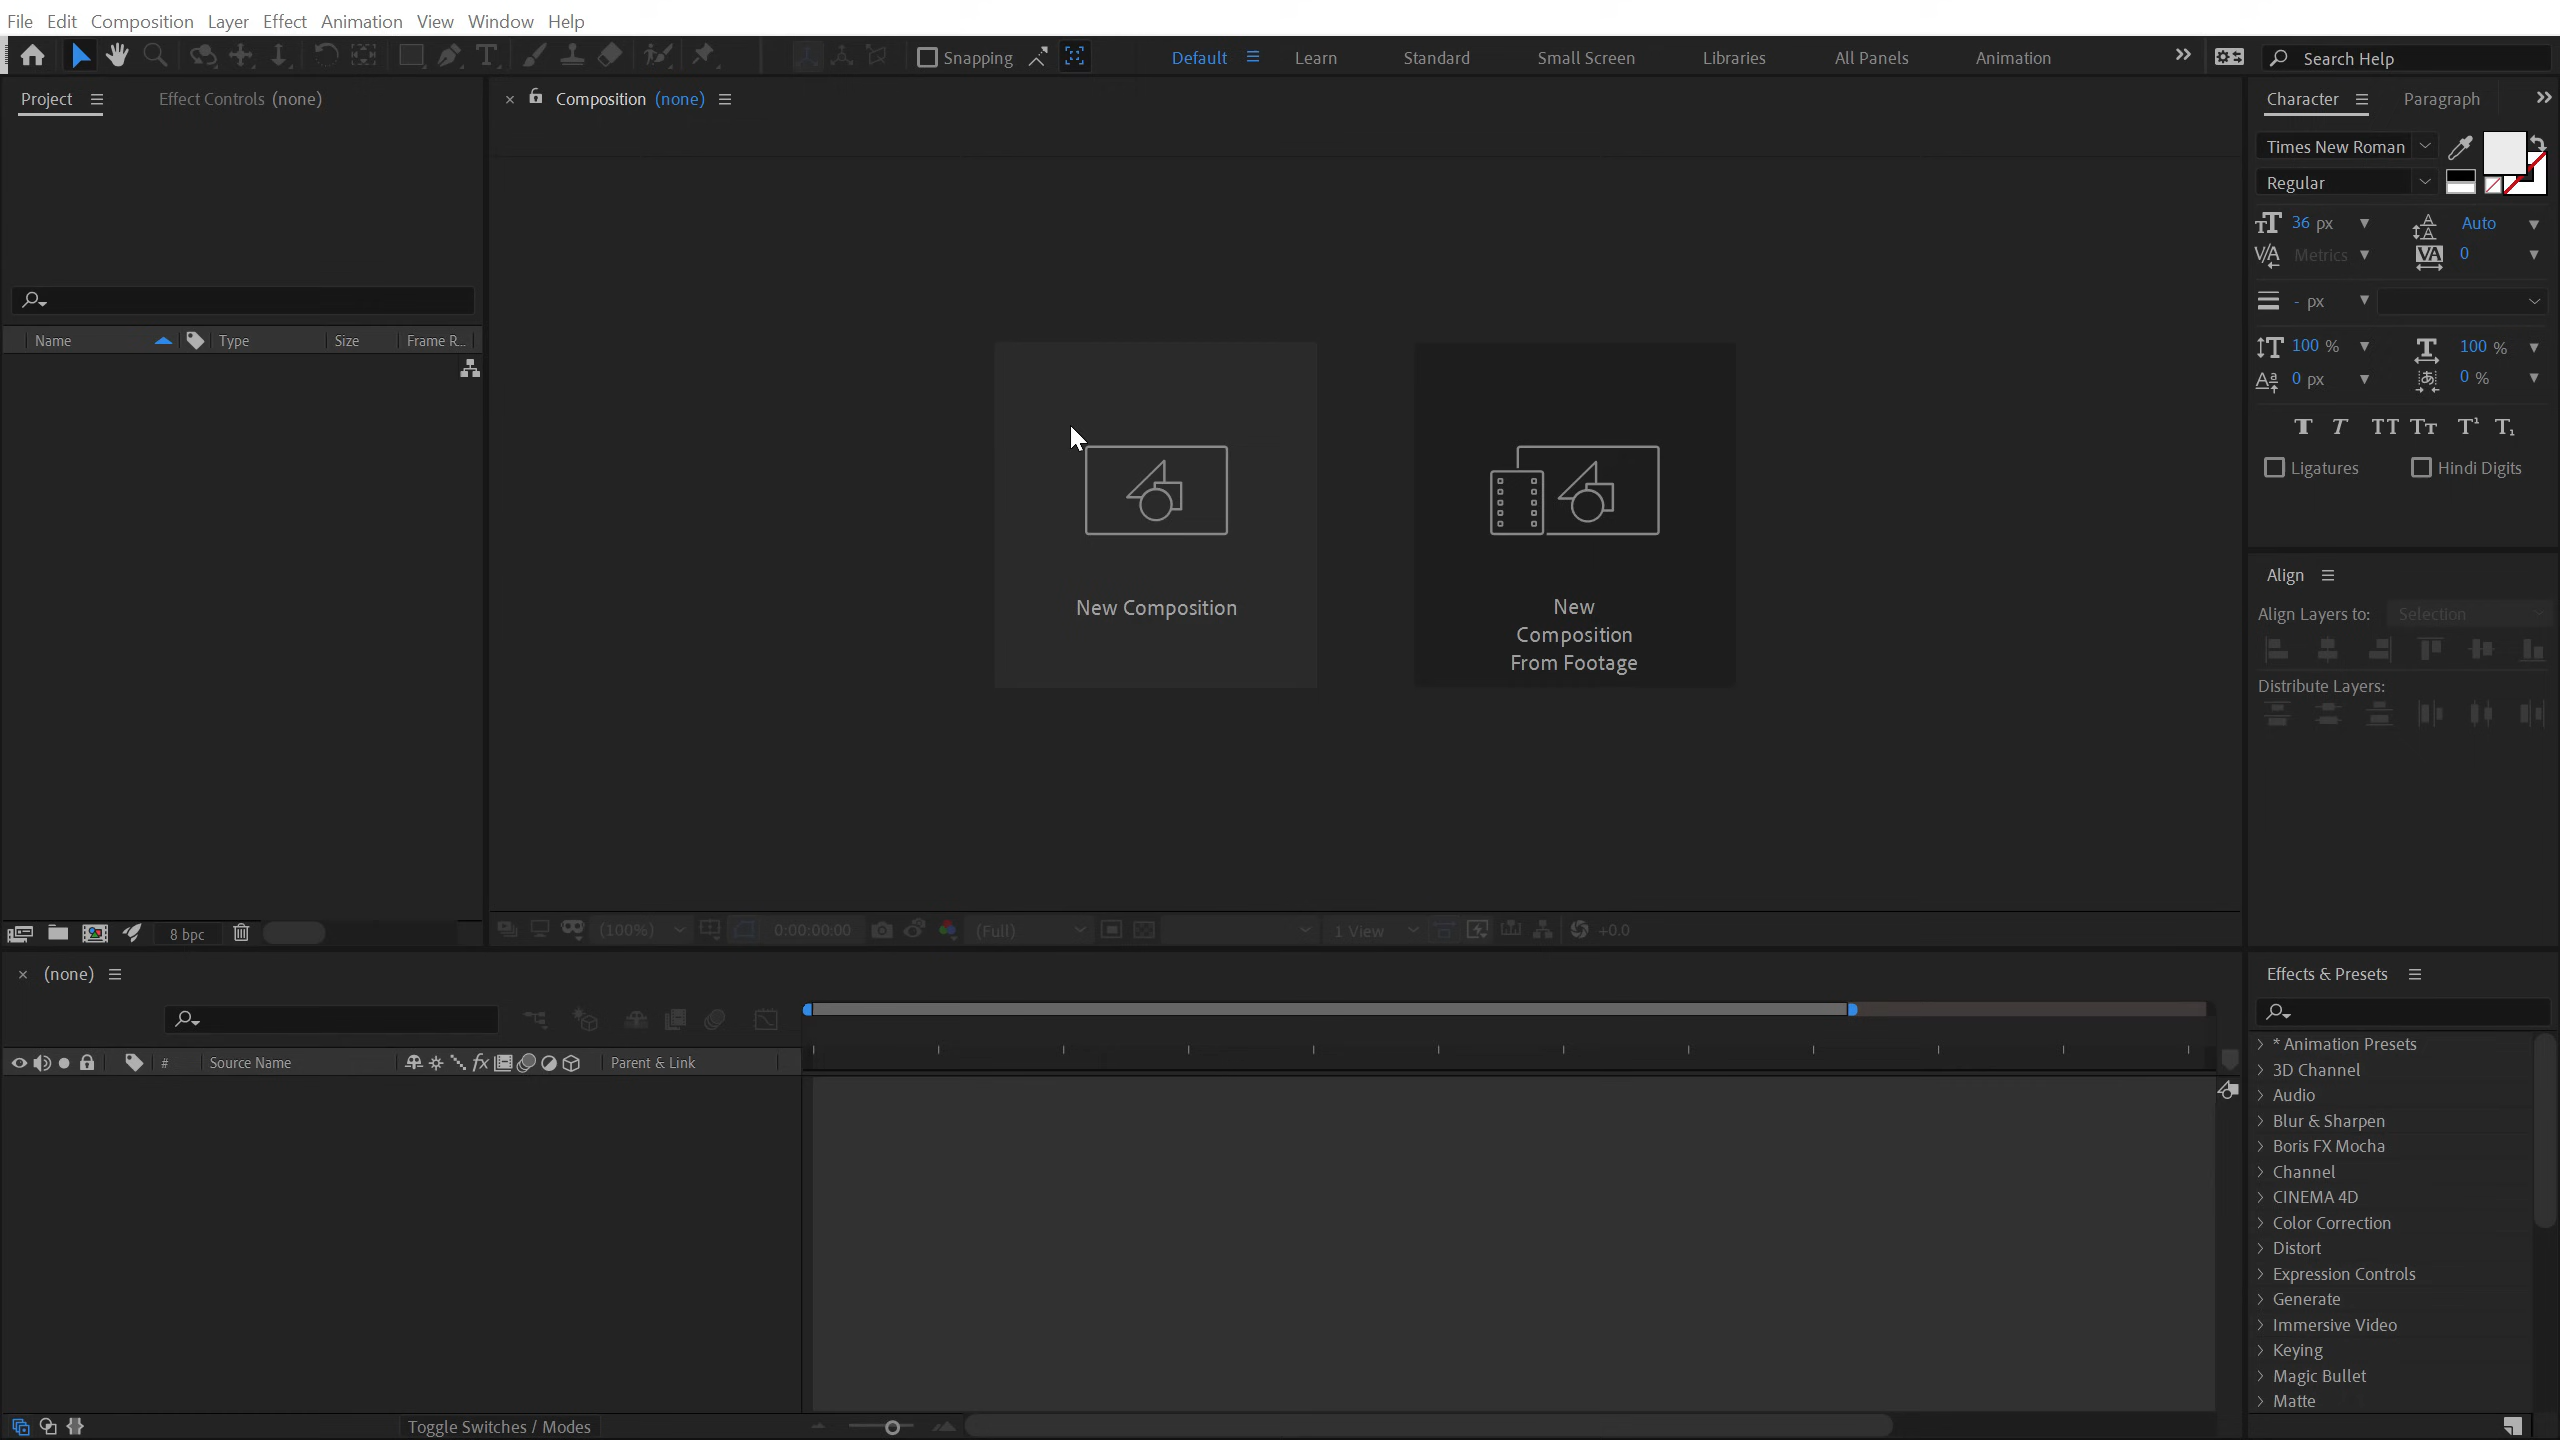 File Edit Composition Layer Effect Animation View Window Help
Snapping Default Learn Standard Small Screen Libraries All Panels Animation Search Help
Project Effect Controls (none)
Name Type Size Frame R...
8 bpc
Composition (none)
New Composition
New
Composition
From Footage
(100%) 0:00:00:00 (Full) 1 View +0.0
Character Paragraph
Times New Roman
Regular
36 px Auto
Metrics 0
- px
100 % 100 %
0 px 0 %
Ligatures Hindi Digits
Align
Align Layers to: Selection
Distribute Layers:
(none)
# Source Name fx Parent & Link
Toggle Switches / Modes
Effects & Presets
* Animation Presets
3D Channel
Audio
Blur & Sharpen
Boris FX Mocha
Channel
CINEMA 4D
Color Correction
Distort
Expression Controls
Generate
Immersive Video
Keying
Magic Bullet
Matte